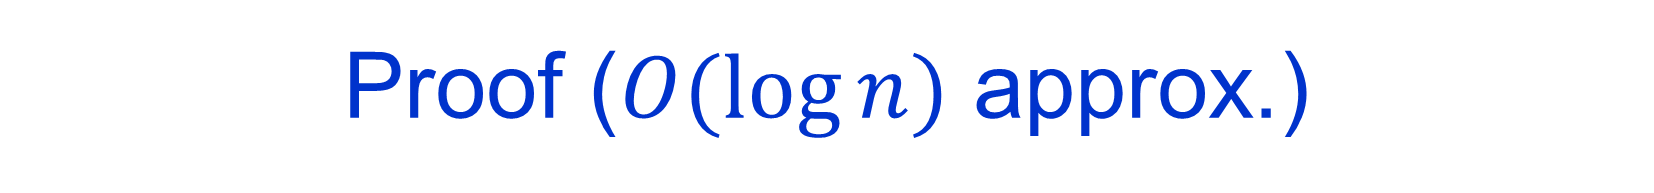 Proof (𝑂(log 𝑛) approx.)